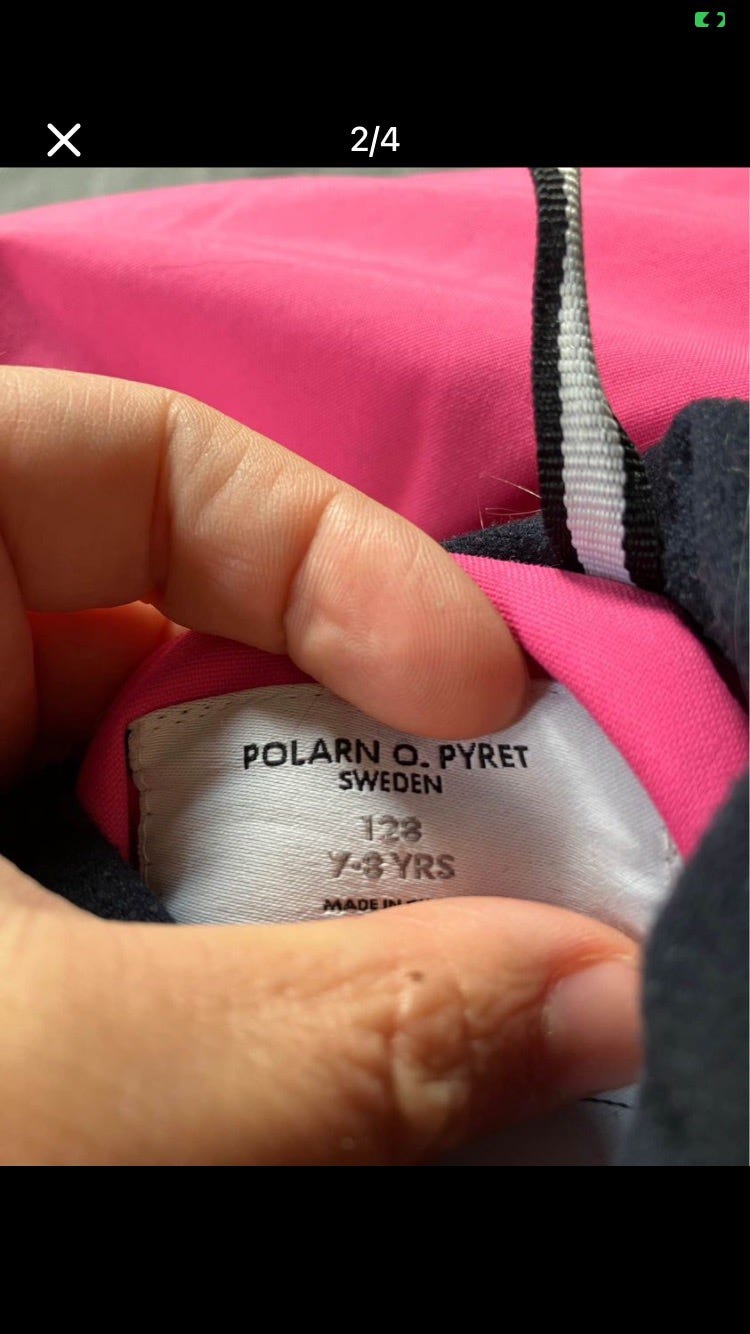 2/4
POLARN O. PYRET
SWEDEN
128
7-8 YRS
MADE IN